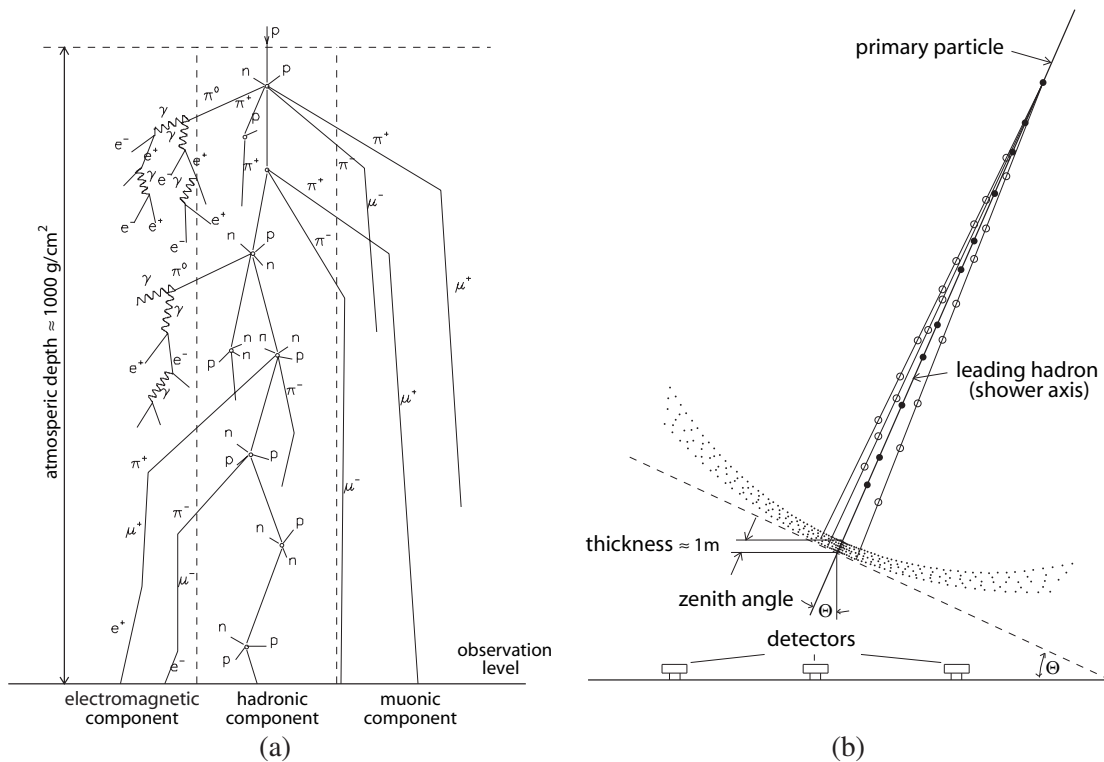 p
n
p
π⁰
π⁺
γ
γ
p
π⁺
e⁻
e⁺
e⁺
π⁺
π⁻
π⁺
γ
e⁻
γ
μ⁻
e⁻
e⁺
e⁻
π⁻
p
n
μ⁺
γ
π⁰
γ
n
n
n
n
p
p
e⁺
e⁻
γ
π⁻
μ⁺
π⁺
n
p
p
μ⁻
π⁻
μ⁺
n
p
n
μ⁻
e⁺
n
p
p
e⁻
atmosperic depth ≈ 1000 g/cm²
observation
level
electromagnetic
component
hadronic
component
muonic
component
(a)
primary particle
leading hadron
(shower axis)
thickness ≈ 1m
zenith angle
Θ
detectors
Θ
(b)